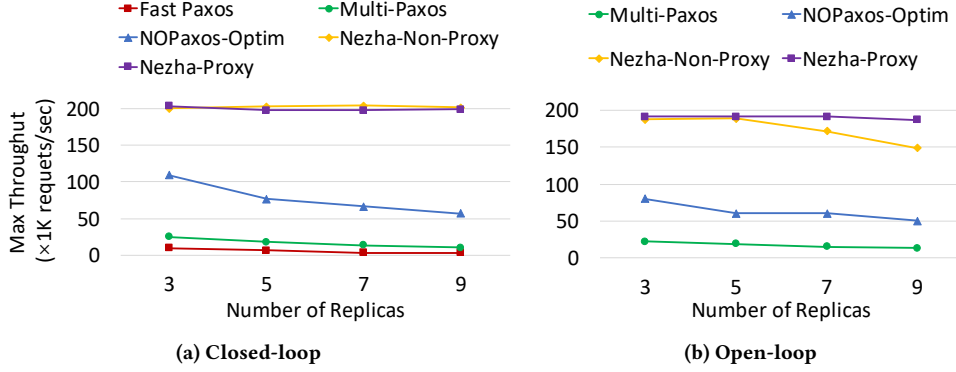 Fast Paxos
Multi-Paxos
NOPaxos-Optim
Nezha-Non-Proxy
Nezha-Proxy
Max Throughut
(×1K requets/sec)
200
150
100
50
0
3 5 7 9
Number of Replicas
(a) Closed-loop
Multi-Paxos
NOPaxos-Optim
Nezha-Non-Proxy
Nezha-Proxy
200
150
100
50
0
3 5 7 9
Number of Replicas
(b) Open-loop